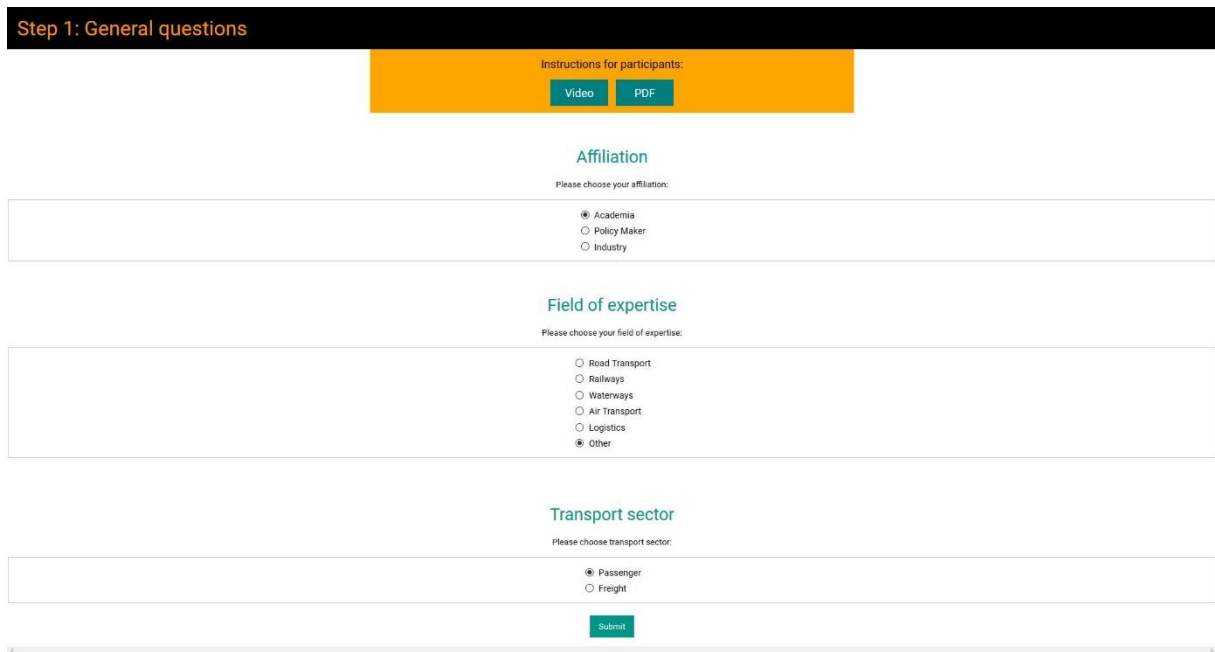 Step 1: General questions
Instructions for participants:
Video PDF
Affiliation
Please choose your affiliation:
Academia
Policy Maker
Industry
Field of expertise
Please choose your field of expertise:
Road Transport
Railways
Waterways
Air Transport
Logistics
Other
Transport sector
Please choose transport sector:
Passenger
Freight
Submit